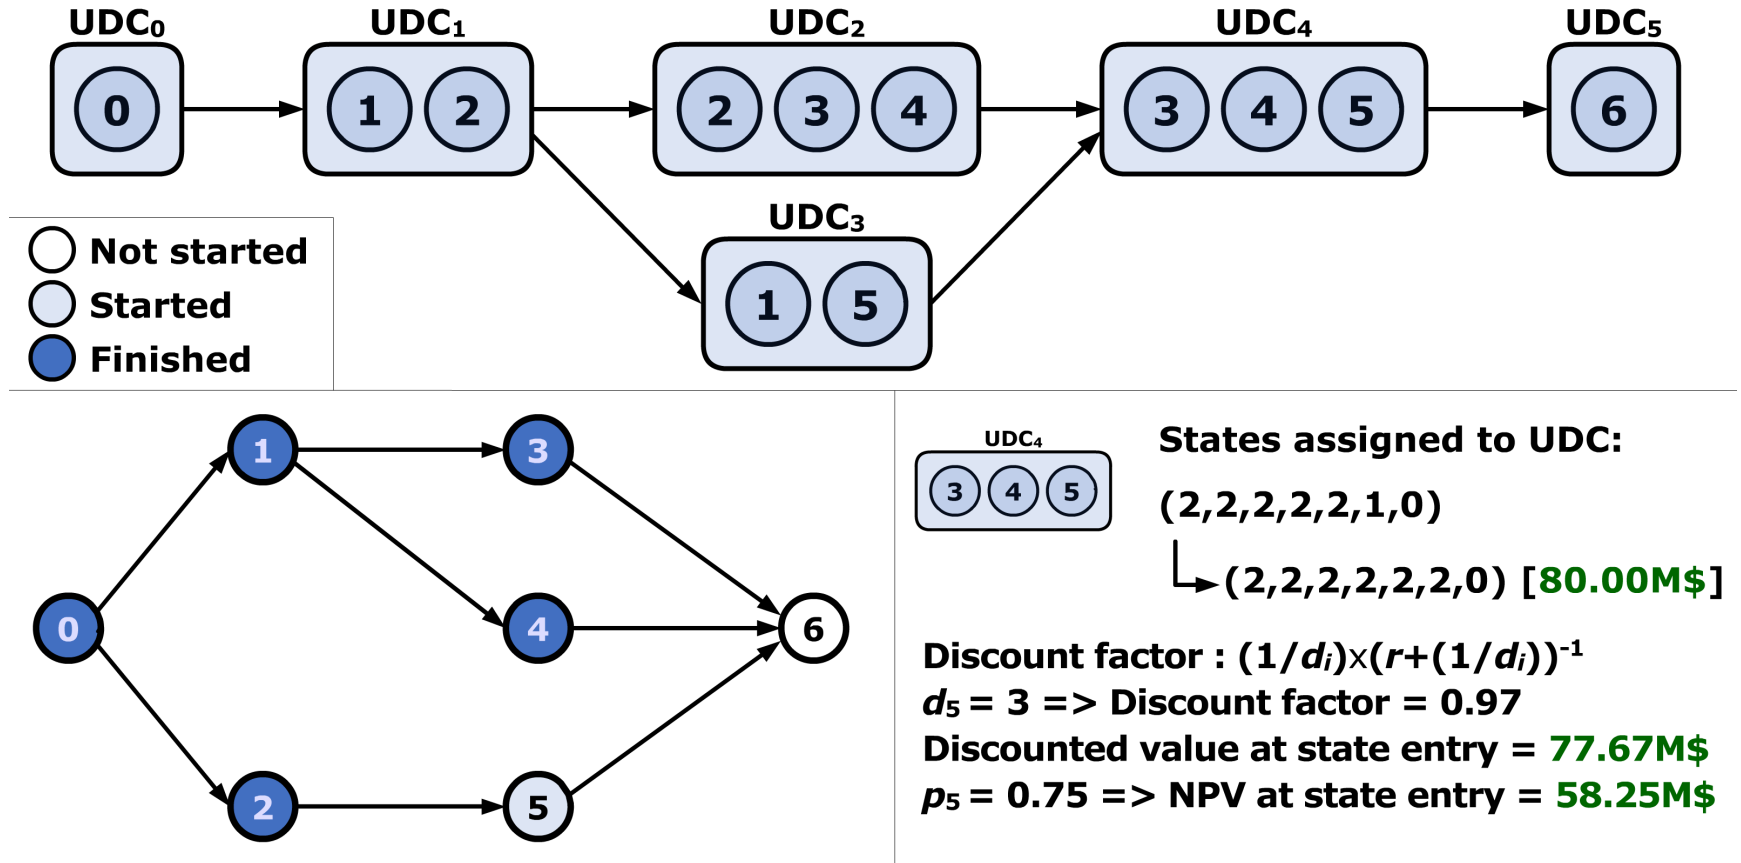 UDC₀ UDC₁ UDC₂ UDC₄ UDC₅
0 1 2 2 3 4 3 4 5 6
UDC₃
1 5
Not started
Started
Finished
1 3
0 4 6
2 5
UDC₄
3 4 5
States assigned to UDC:
(2,2,2,2,2,1,0)
(2,2,2,2,2,2,0) [80.00M$]
Discount factor : (1/dᵢ)x(r+(1/dᵢ))⁻¹
d₅ = 3 => Discount factor = 0.97
Discounted value at state entry = 77.67M$
p₅ = 0.75 => NPV at state entry = 58.25M$